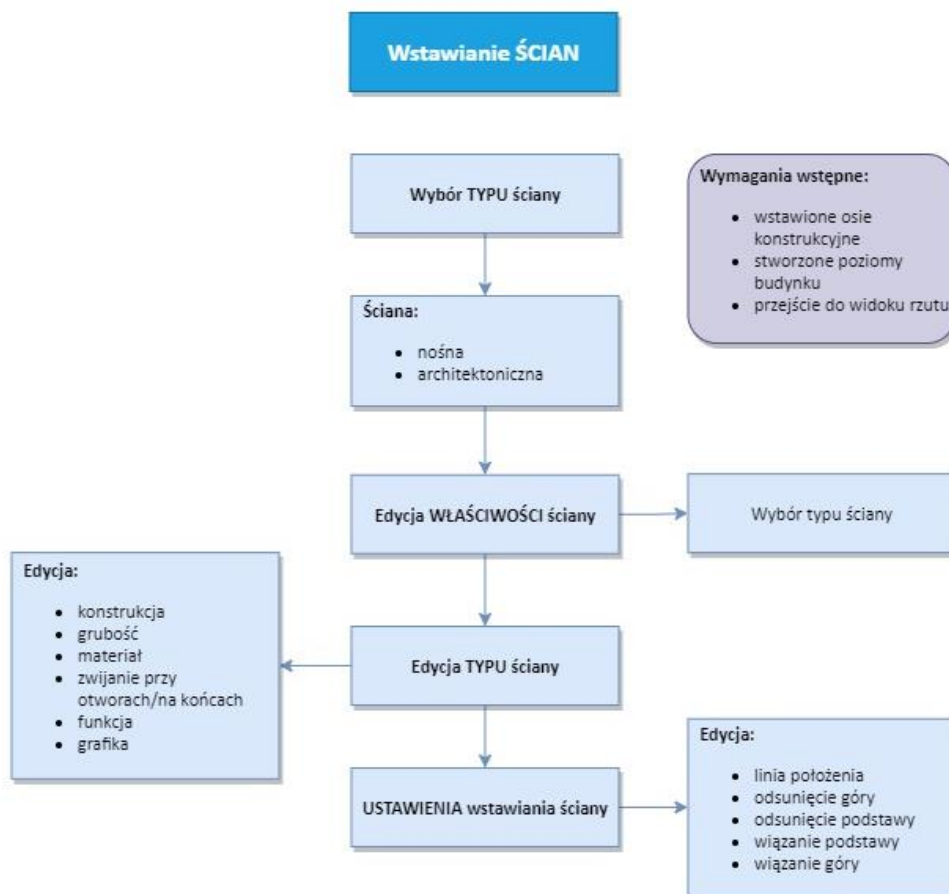 Wstawianie ŚCIAN
Wybór TYPU ściany
Wymagania wstępne:
• wstawione osie
konstrukcyjne
• stworzone poziomy
budynku
• przejście do widoku rzutu
Ściana:
• nośna
• architektoniczna
Edycja WŁAŚCIWOŚCI ściany
Wybór typu ściany
Edycja:
• konstrukcja
• grubość
• materiał
• zwijanie przy
otworach/na końcach
• funkcja
• grafika
Edycja TYPU ściany
USTAWIENIA wstawiania ściany
Edycja:
• linia położenia
• odsunięcie góry
• odsunięcie podstawy
• wiązanie podstawy
• wiązanie góry